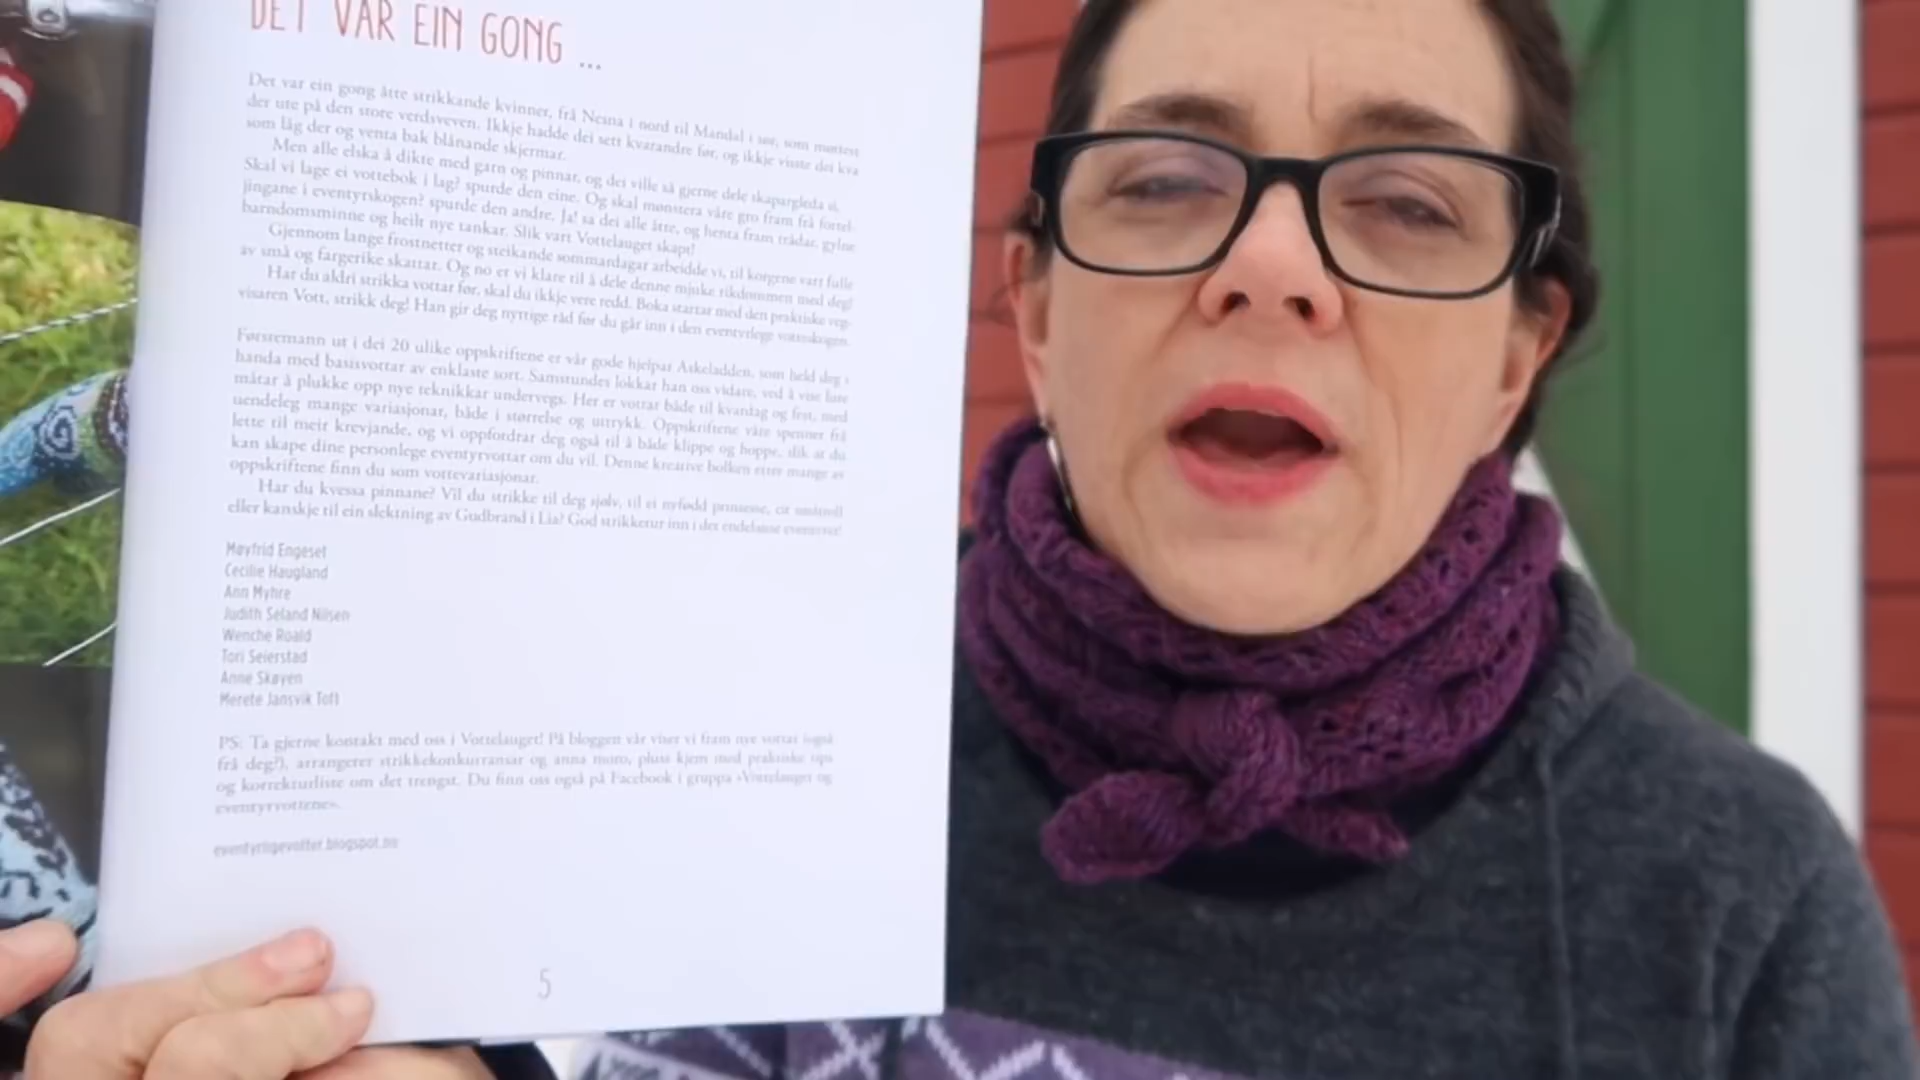 DET VAR EIN GONG ...
Det var ein gong åtte strikkande kvinner, frå Nesna i nord til Mandal i sør, som møttest
der ute på den store verdsveven. Ikkje hadde dei sett kvarandre før, og ikkje visste dei kva
som låg der og venta bak blånande skjermar.
Men alle elska å dikte med garn og pinnar, og dei ville så gjerne dele skapargleda si.
Skal vi lage ei vottebok i lag? spurde den eine. Og skal mønstera våre gro fram frå forteljingane
i eventyrskogen? spurde den andre. Ja! sa dei alle åtte, og henta fram trådar, gylne
barndomsminne og heilt nye tankar. Slik vart Vottelauget skapt!
Gjennom lange frostnetter og steikande sommardagar arbeidde vi, til korgene vart fulle
av små og fargerike skattar. Og no er vi klare til å dele denne mjuke rikdommen med deg!
Har du aldri strikka vottar før, skal du ikkje vere redd. Boka startar med den praktiske vegvisaren
Vott, strikk deg! Han gir deg nyttige råd før du går inn i den eventyrlege votteskogen.
Førstemann ut i dei 20 ulike oppskriftene er vår gode hjelpar Askeladden, som held deg i
handa med basisvottar av enklaste sort. Samstundes lokkar han oss vidare, ved å vise lure
måtar å plukke opp nye teknikkar undervegs. Her er vottar både til kvardag og fest, med
uendeleg mange variasjonar, både i størrelse og uttrykk. Oppskriftene våre spenner frå
lette til meir krevjande, og vi oppfordrar deg også til å både klippe og hoppe, slik at du
kan skape dine personlege eventyrvottar om du vil. Denne kreative bolken etter mange av
oppskriftene finn du som vottevariasjonar.
Har du kvessa pinnane? Vil du strikke til deg sjølv, til ei nyfødd prinsesse, eit småtroll
eller kanskje til ein slektning av Gudbrand i Lia? God strikketur inn i det endelause eventyret!
Møyfrid Engeset
Cecilie Haugland
Ann Myhre
Judith Søland Nilsen
Wenche Roald
Tori Seierstad
Anne Skøyen
Merete Jansvik Toft
PS: Ta gjerne kontakt med oss i Vottelauget! På bloggen vår viser vi fram nye vottar (også
frå deg?), arrangerer strikkekonkurransar og anna moro, pluss kjem med praktiske tips
og korrekturliste om det trengst. Du finn oss også på Facebook i gruppa «Vottelauget og
eventyrvottene».
eventyrligevotter.blogspot.no
5